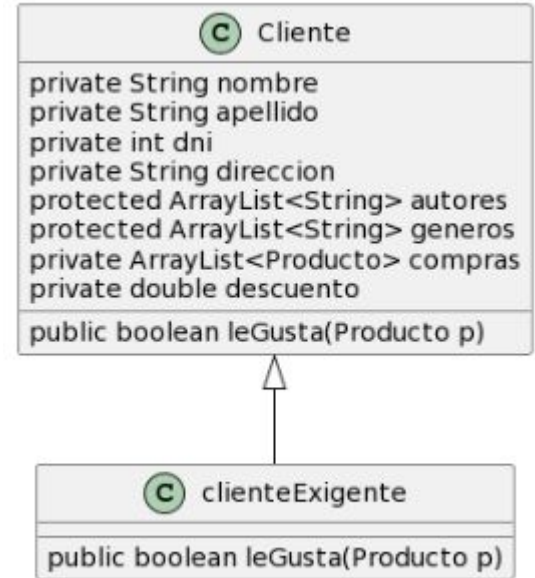 C Cliente
private String nombre
private String apellido
private int dni
private String direccion
protected ArrayList<String> autores
protected ArrayList<String> generos
private ArrayList<Producto> compras
private double descuento
public boolean leGusta(Producto p)
C clienteExigente
public boolean leGusta(Producto p)